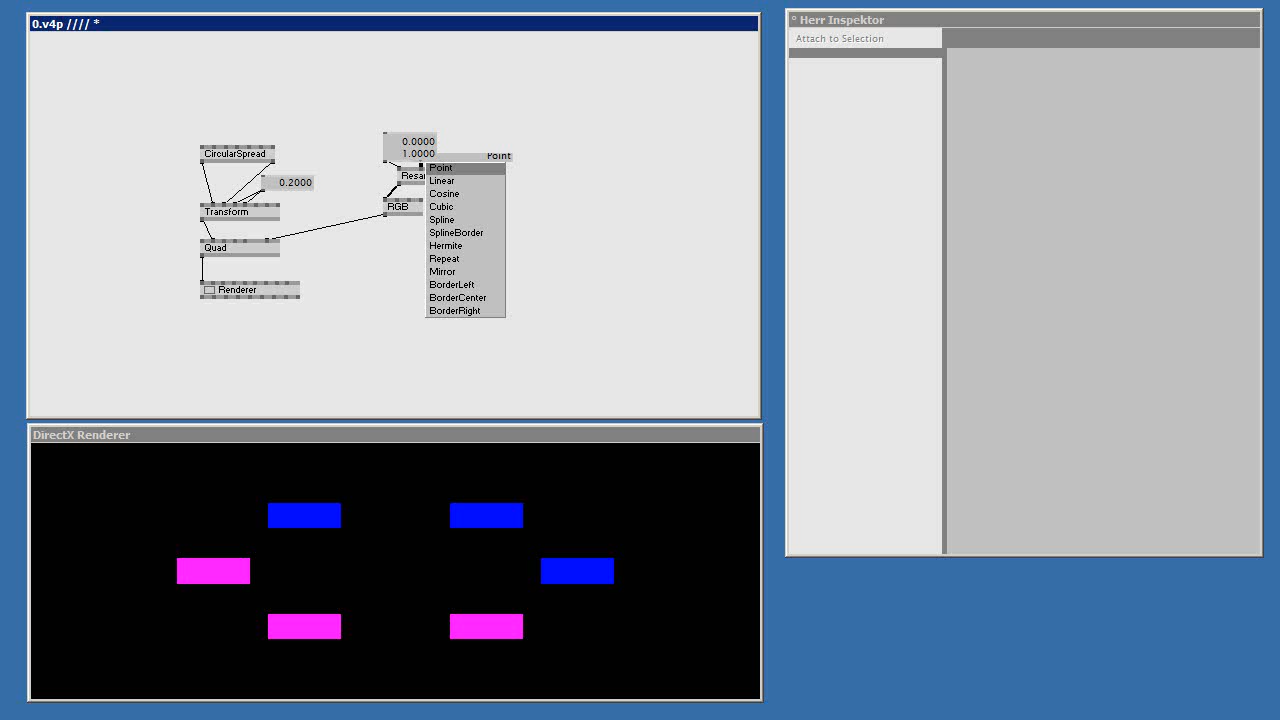 0.v4p //// *
° Herr Inspektor
Attach to Selection
0.0000
1.0000
CircularSpread
Point
Point
0.2000
Linear
Cosine
RGB
Transform
Cubic
Spline
SplineBorder
Quad
Hermite
Repeat
Mirror
Renderer
BorderLeft
BorderCenter
BorderRight
DirectX Renderer